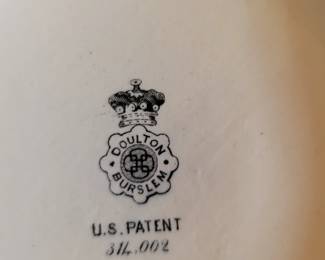 DOULTON
BURSLEM
U.S. PATENT
314.002